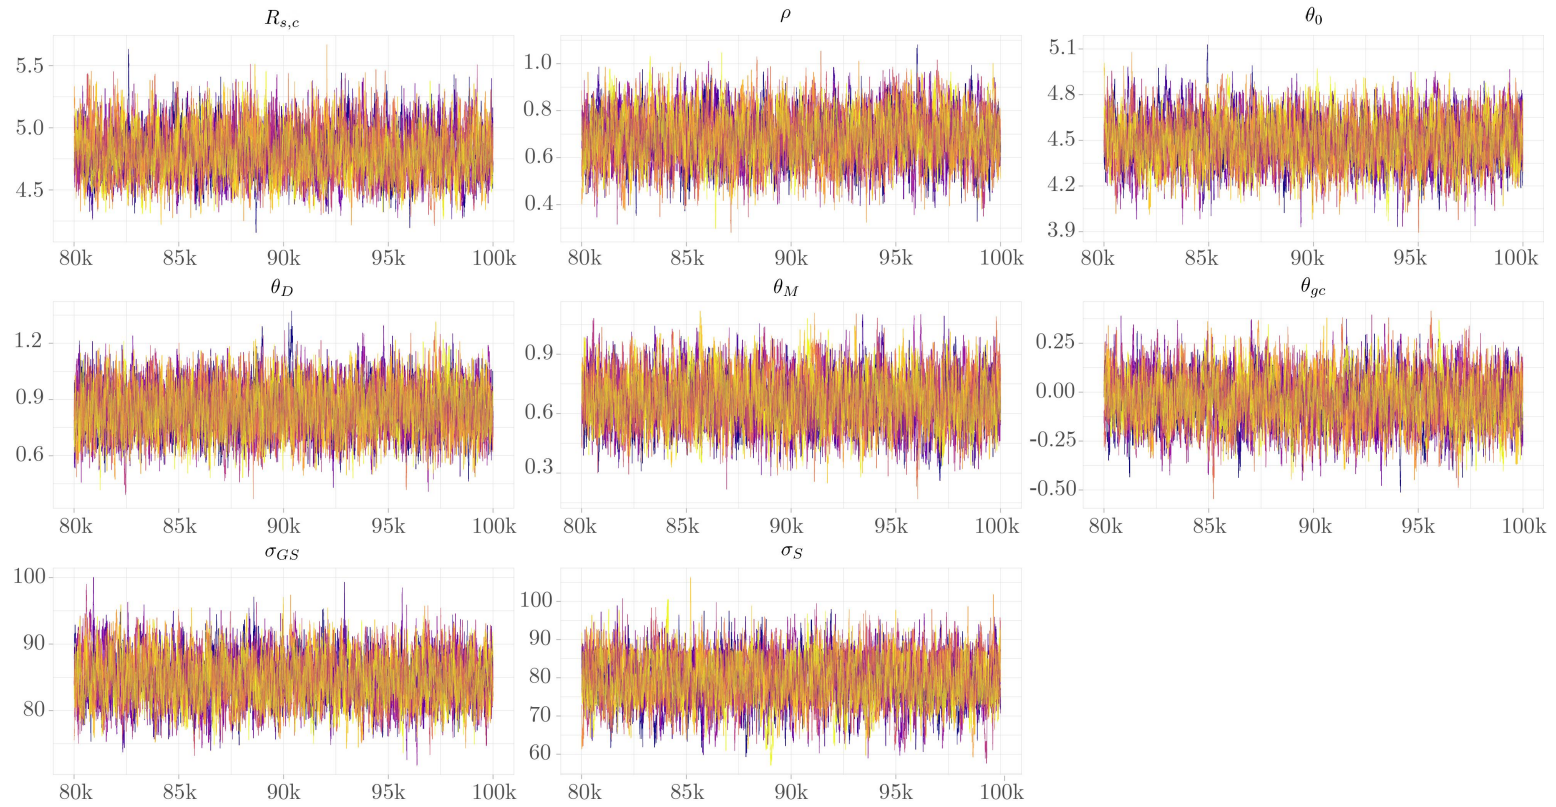 R_{s,c}
5.5
5.0
4.5
80k 85k 90k 95k 100k
ρ
1.0
0.8
0.6
0.4
80k 85k 90k 95k 100k
θ_0
5.1
4.8
4.5
4.2
3.9
80k 85k 90k 95k 100k
θ_D
1.2
0.9
0.6
80k 85k 90k 95k 100k
θ_M
0.9
0.6
0.3
80k 85k 90k 95k 100k
θ_{gc}
0.25
0.00
-0.25
-0.50
80k 85k 90k 95k 100k
σ_{GS}
100
90
80
80k 85k 90k 95k 100k
σ_S
100
90
80
70
60
80k 85k 90k 95k 100k